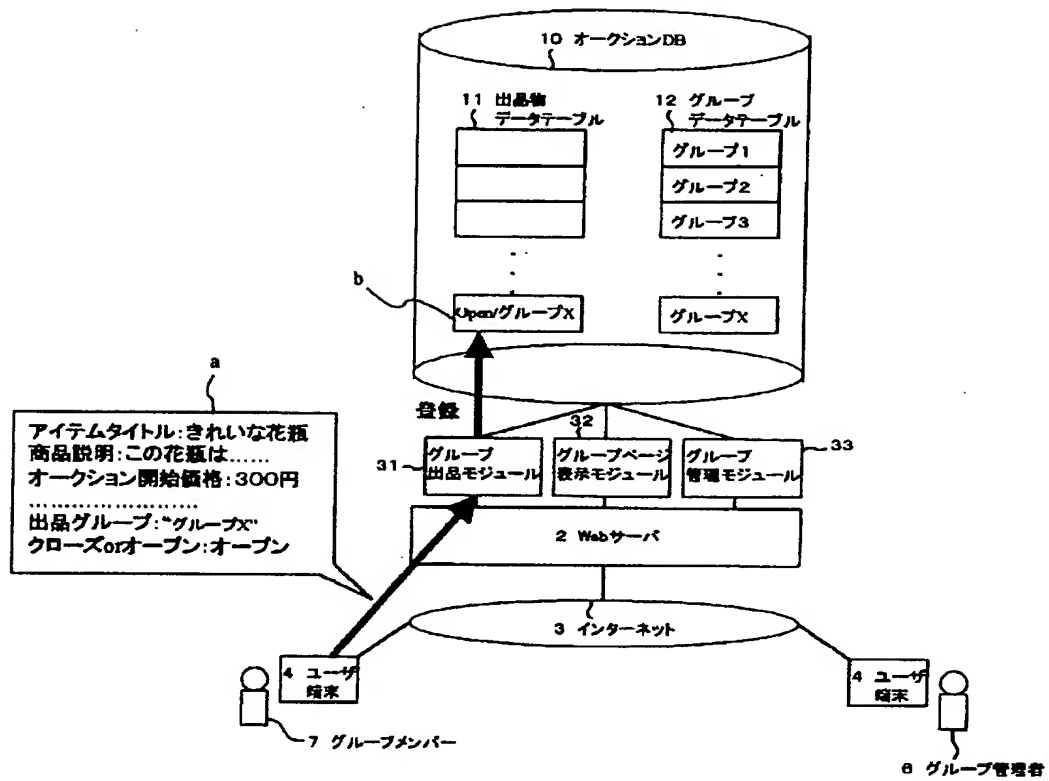 10 オークションDB
11 出品物
データテーブル
12 グループ
データテーブル
グループ1
グループ2
グループ3
b
Open/グループX
グループX
a
アイテムタイトル:きれいな花瓶
商品説明:この花瓶は……
オークション開始価格:300円
……………………
出品グループ:"グループX"
クローズorオープン:オープン
登録
31
グループ
出品モジュール
32
グループページ
表示モジュール
グループ
管理モジュール
33
2 Webサーバ
3 インターネット
4 ユーザ
端末
4 ユーザ
端末
7 グループメンバー
6 グループ管理者